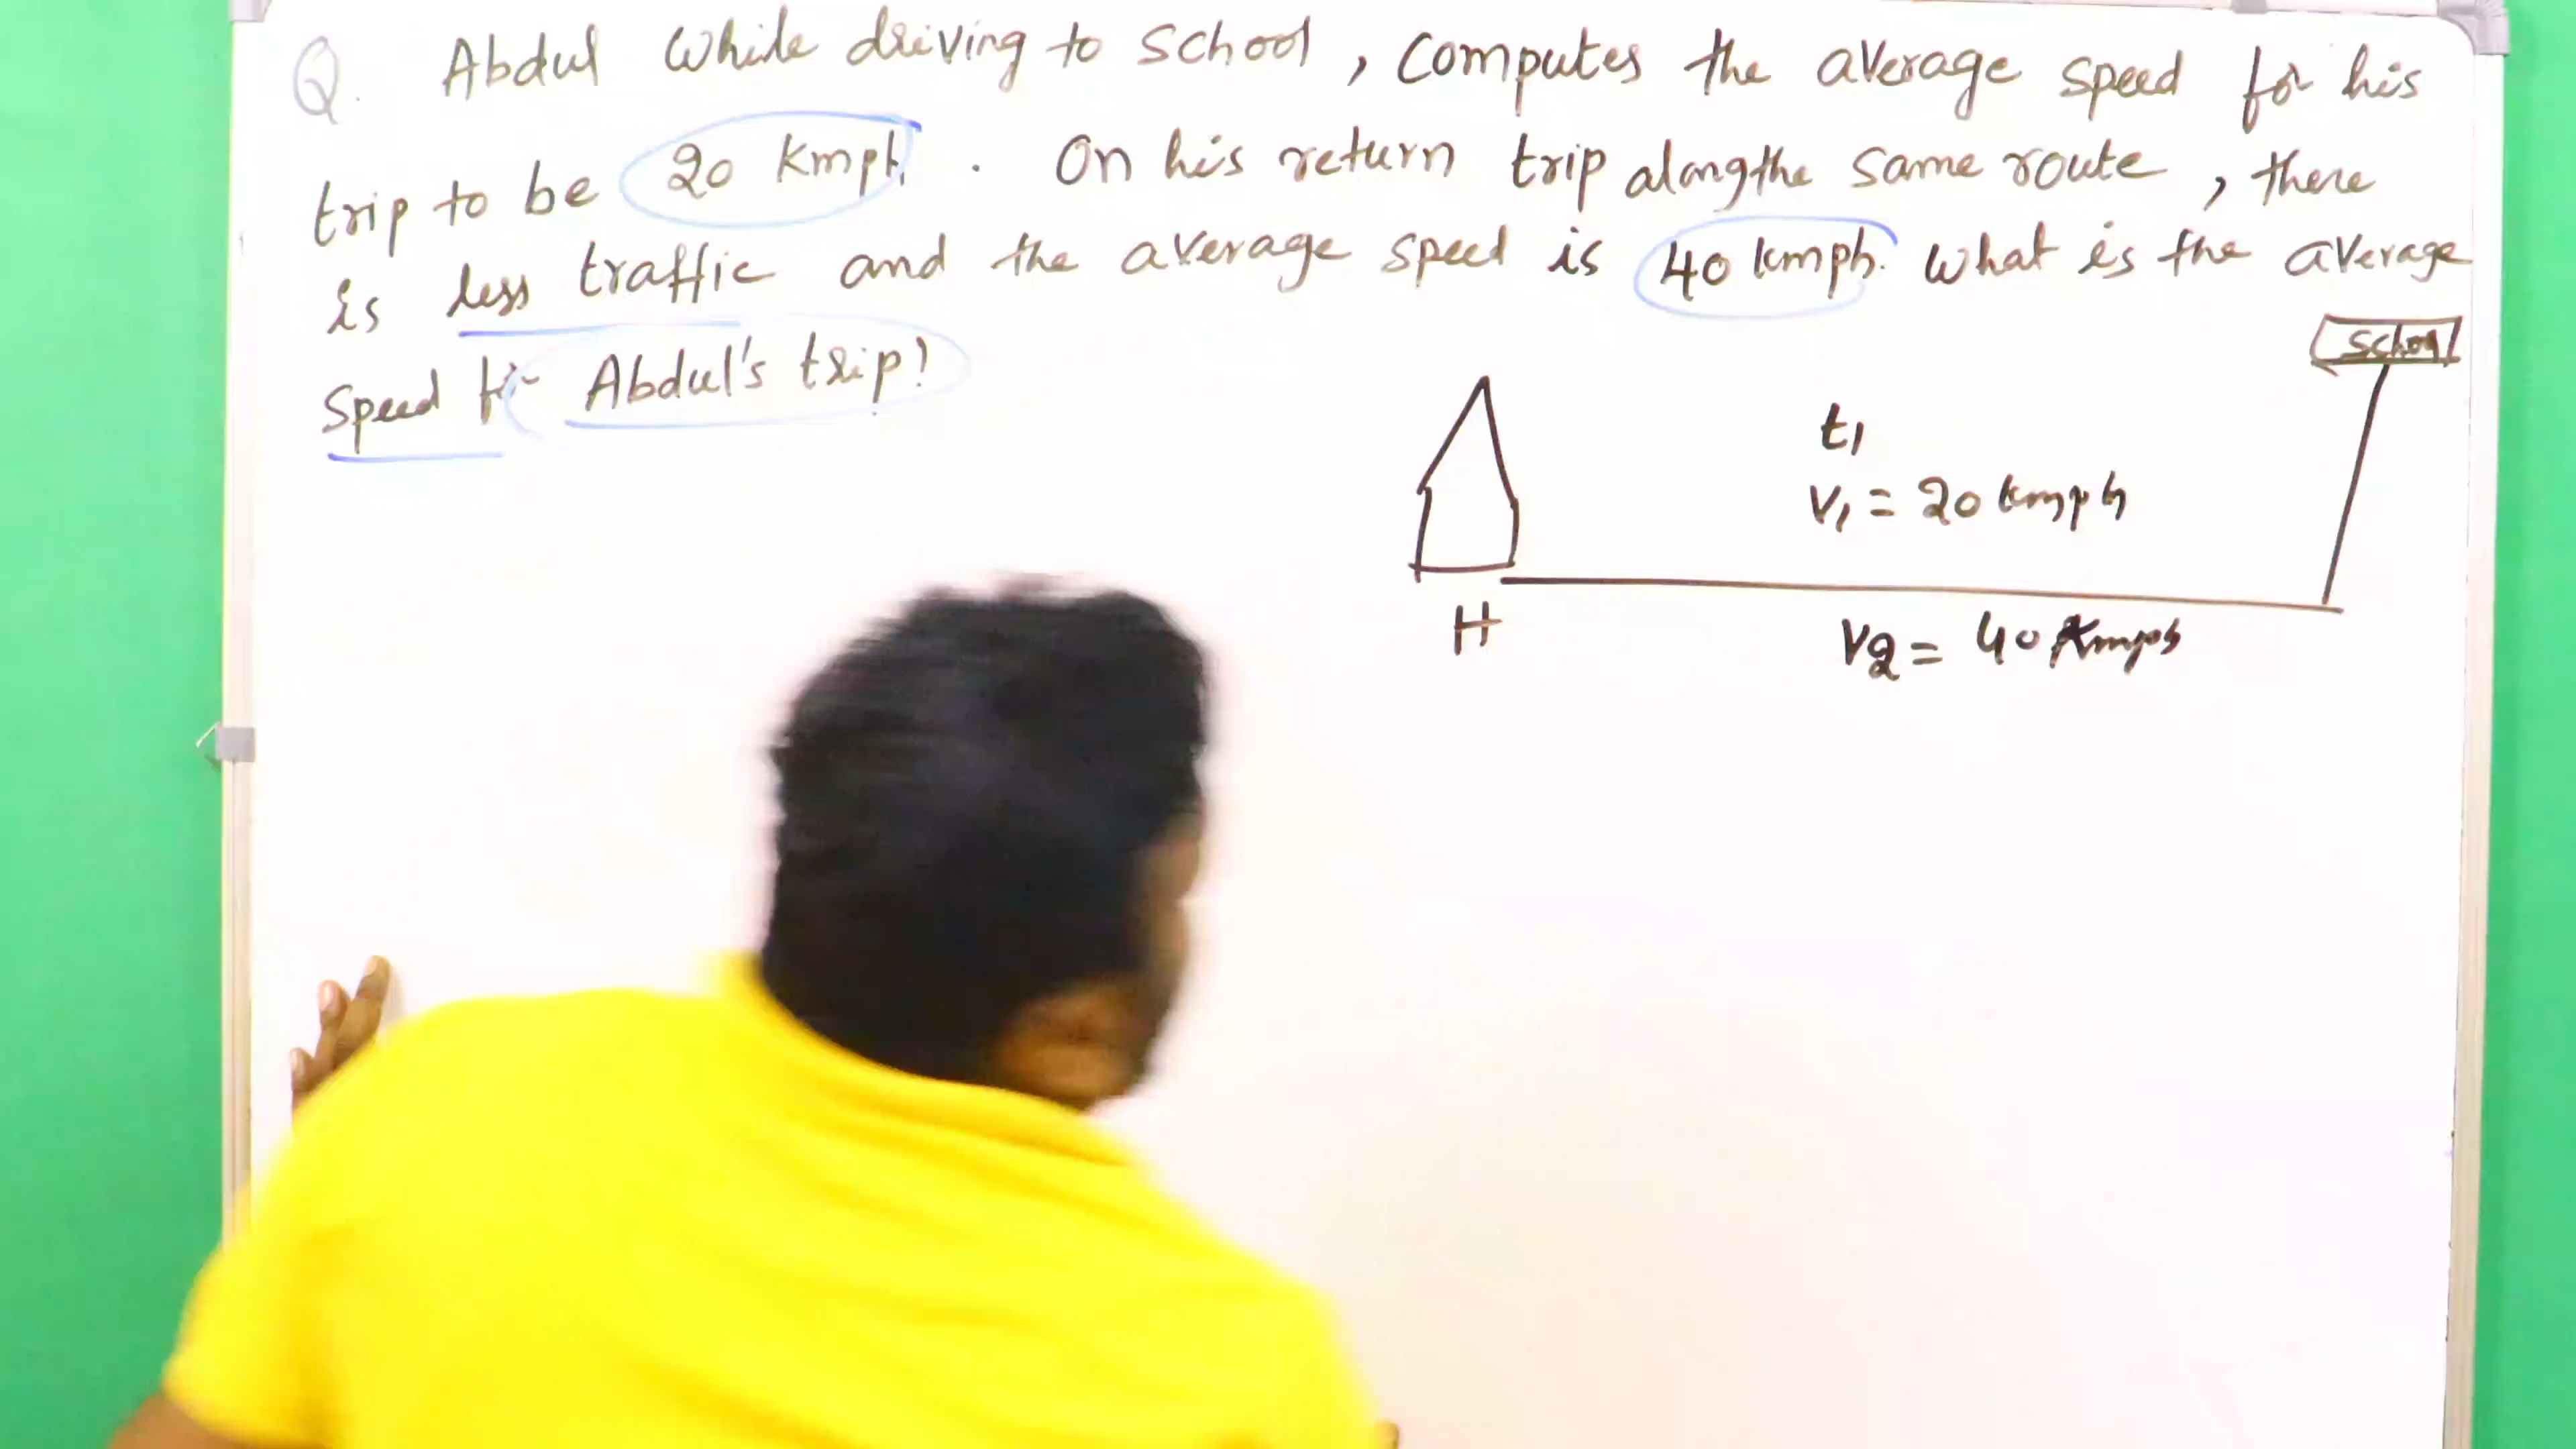 Q. Abdul while driving to school, computes the average speed for his
trip to be 20 Kmph. On his return trip along the same route, there
is less traffic and the average speed is 40 kmph. What is the average
speed for Abdul's trip?
School
t1
V1 = 20 kmph
H
V2 = 40 Kmph